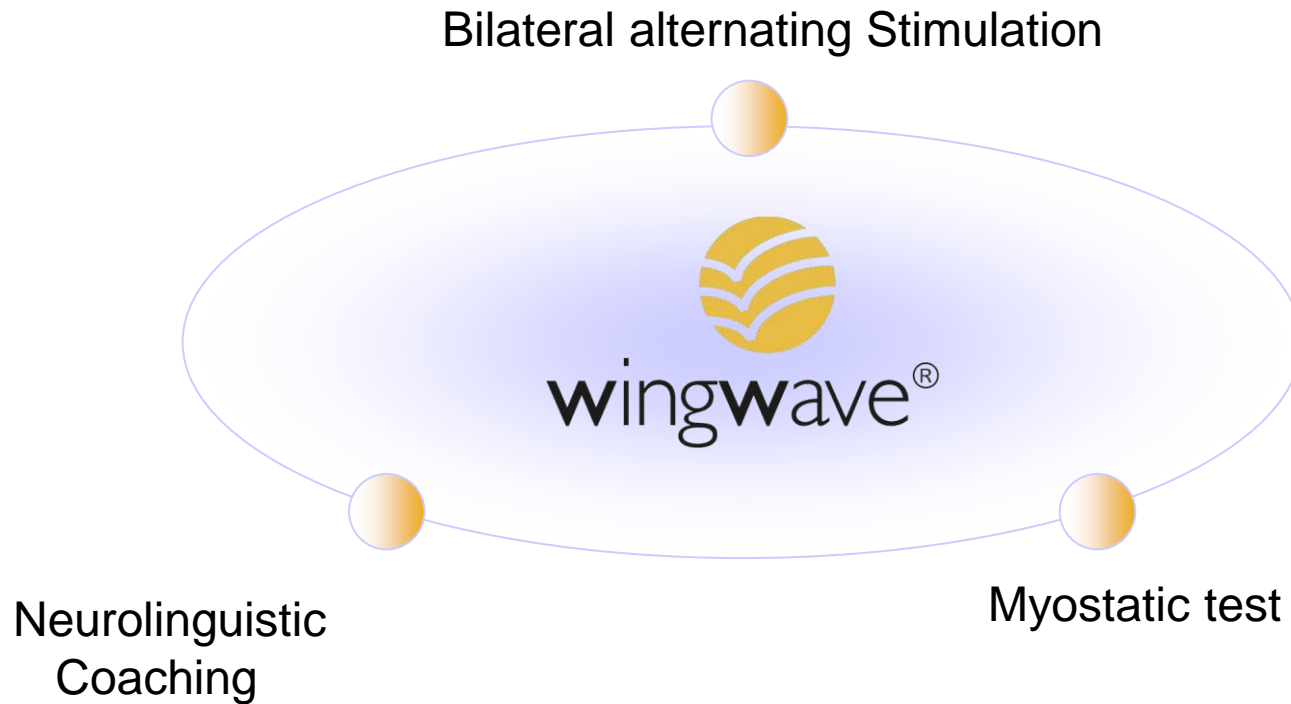 Bilateral alternating Stimulation
wingwave®
Myostatic test
Neurolinguistic
Coaching